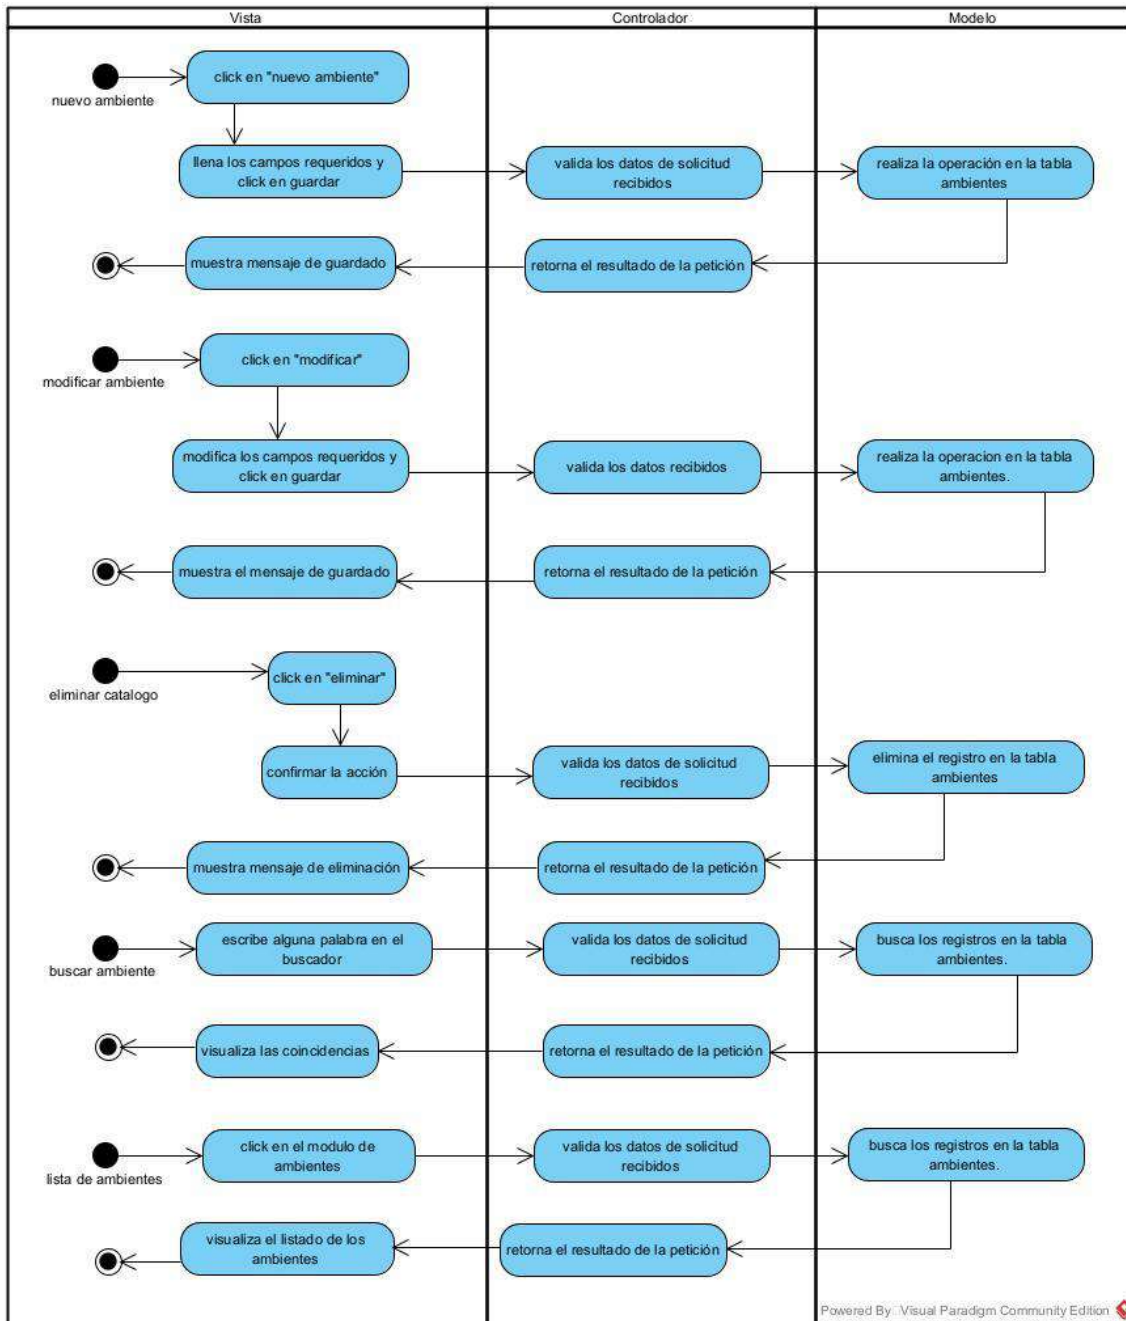 Vista
Controlador
Modelo
nuevo ambiente
click en "nuevo ambiente"
llena los campos requeridos y
click en guardar
valida los datos de solicitud
recibidos
realiza la operación en la tabla
ambientes
muestra mensaje de guardado
retorna el resultado de la petición
modificar ambiente
click en "modificar"
modifica los campos requeridos y
click en guardar
valida los datos recibidos
realiza la operacion en la tabla
ambientes.
muestra el mensaje de guardado
retorna el resultado de la petición
eliminar catalogo
click en "eliminar"
confirmar la acción
valida los datos de solicitud
recibidos
elimina el registro en la tabla
ambientes
muestra mensaje de eliminación
retorna el resultado de la petición
buscar ambiente
escribe alguna palabra en el
buscador
valida los datos de solicitud
recibidos
busca los registros en la tabla
ambientes.
visualiza las coincidencias
retorna el resultado de la petición
lista de ambientes
click en el modulo de
ambientes
valida los datos de solicitud
recibidos
busca los registros en la tabla
ambientes.
visualiza el listado de los
ambientes
retorna el resultado de la petición
Powered By Visual Paradigm Community Edition